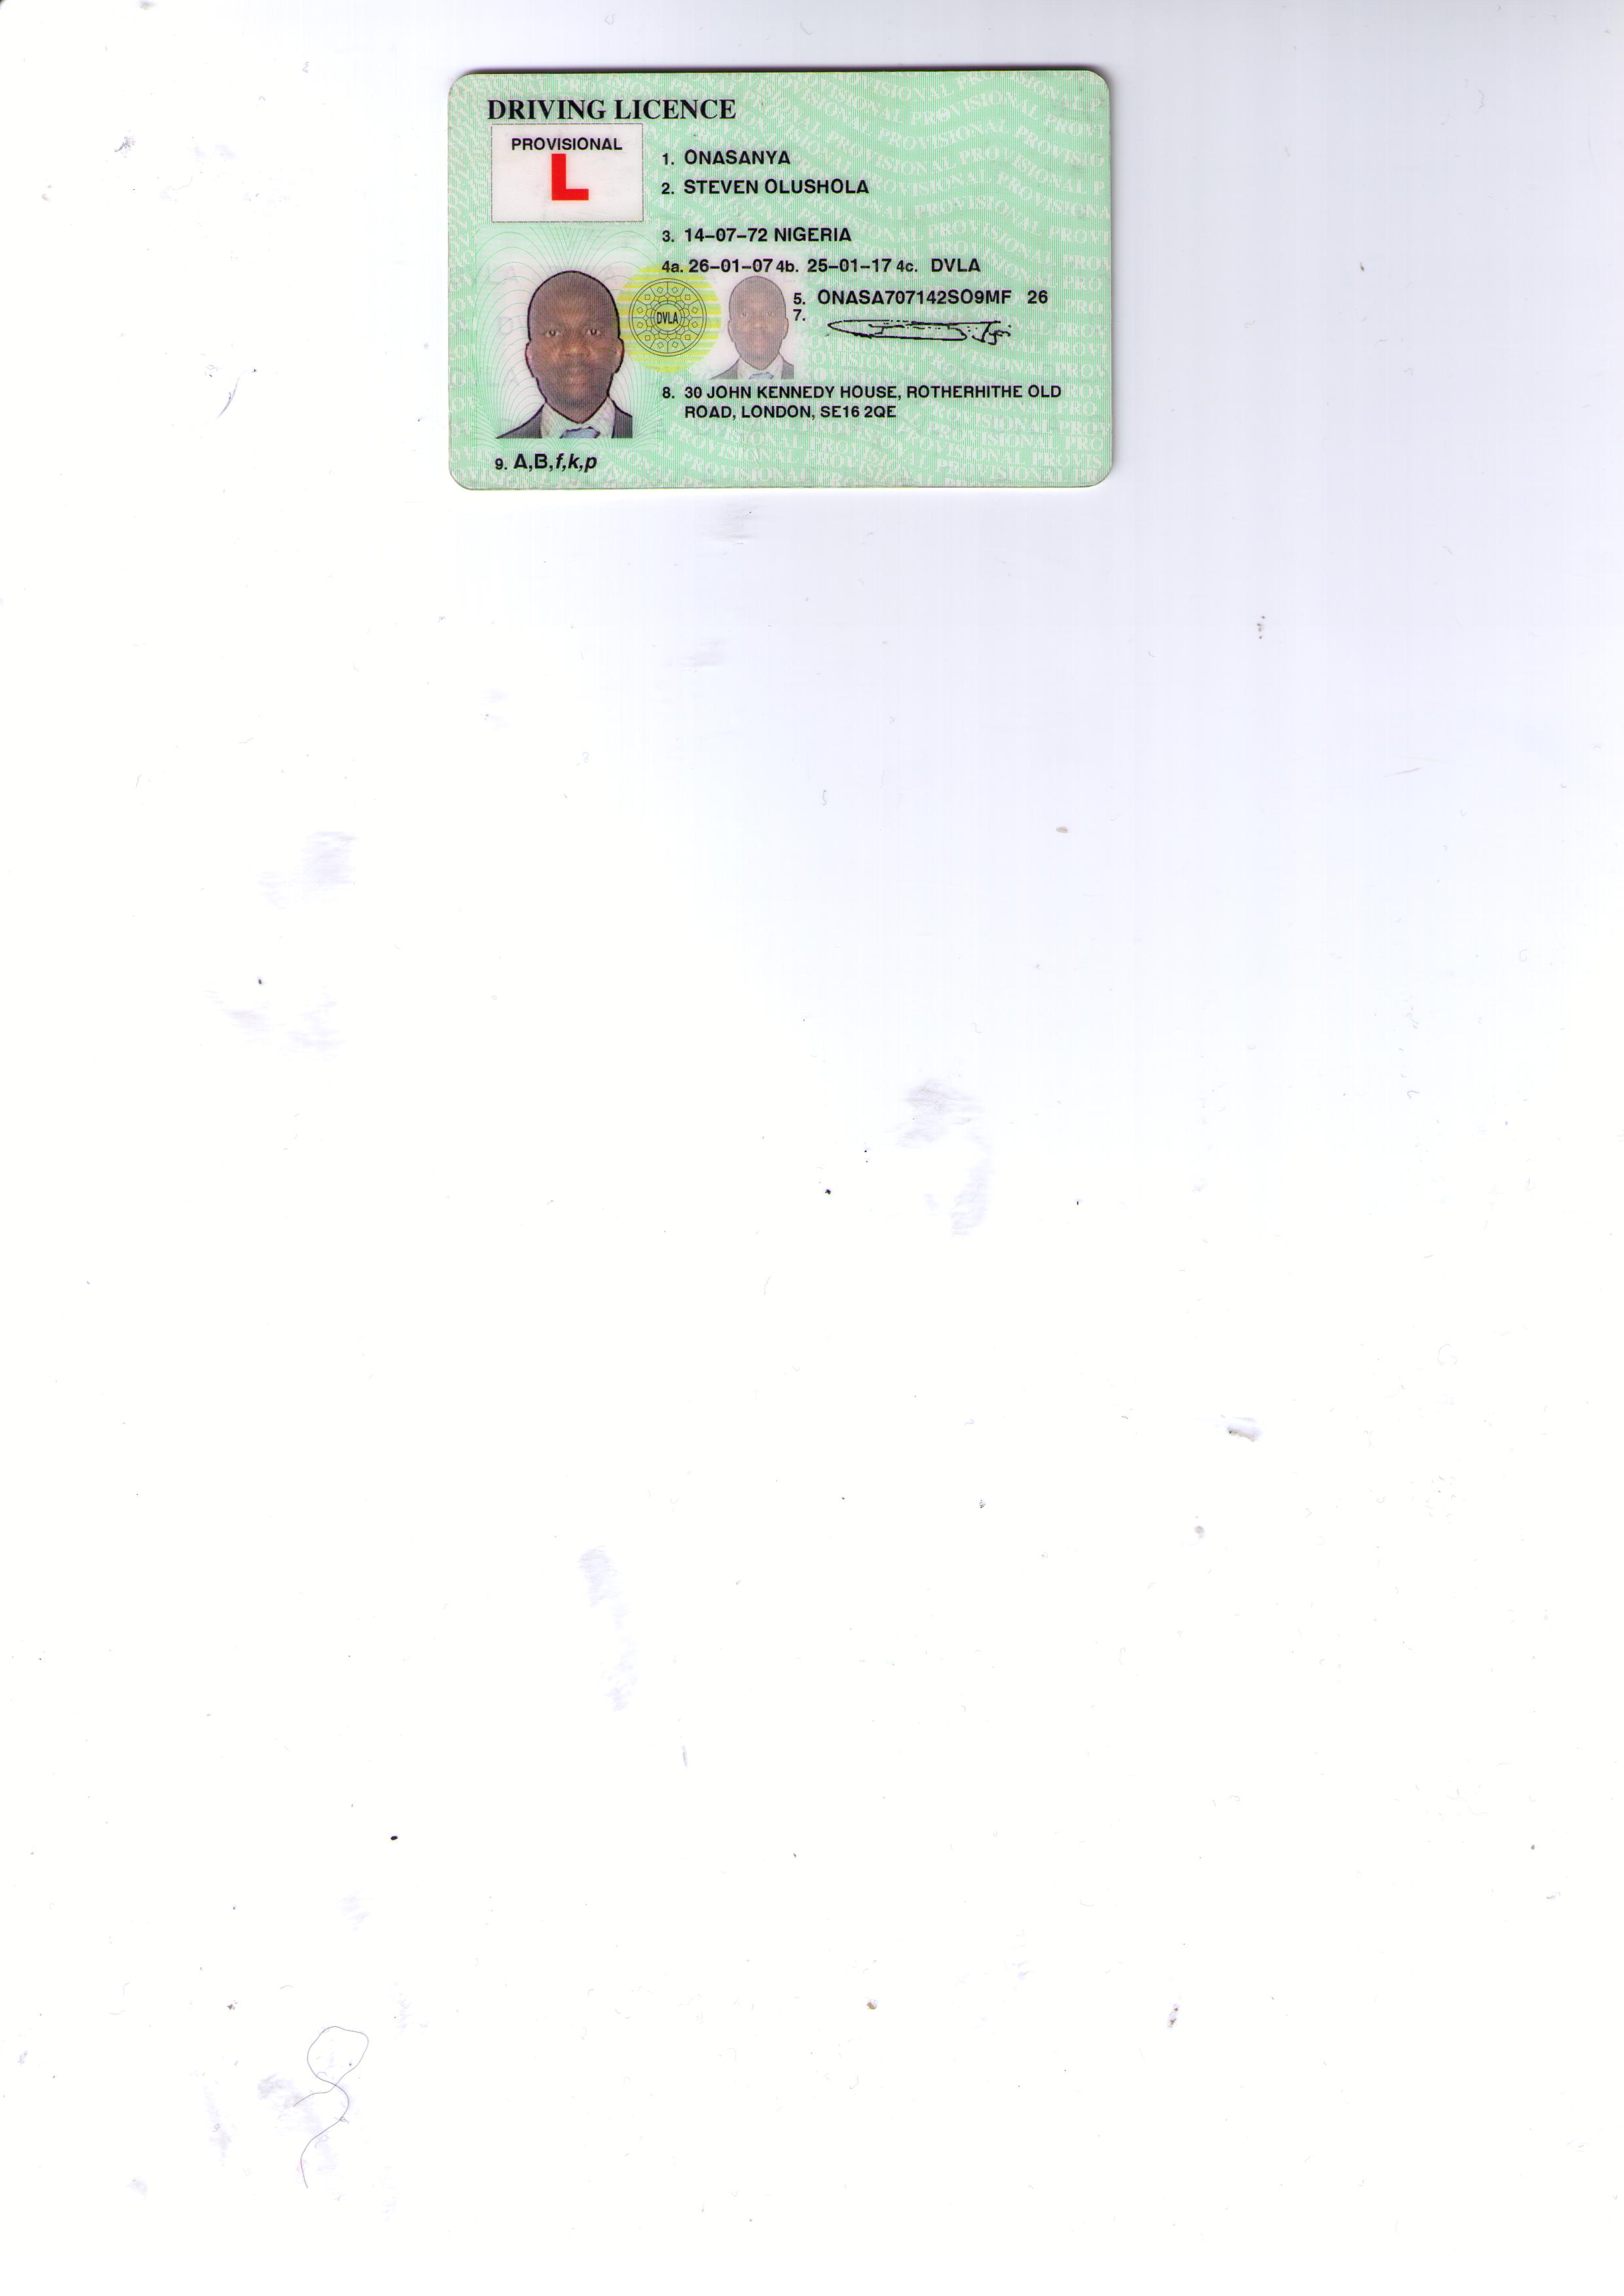 DRIVING LICENCE
PROVISIONAL
L
1. ONASANYA
2. STEVEN OLUSHOLA
3. 14–07–72 NIGERIA
4a. 26–01–07 4b. 25–01–17 4c. DVLA
DVLA
5. ONASA707142SO9MF 26
7.
8. 30 JOHN KENNEDY HOUSE, ROTHERHITHE OLD
ROAD, LONDON, SE16 2QE
9. A,B,f,k,p